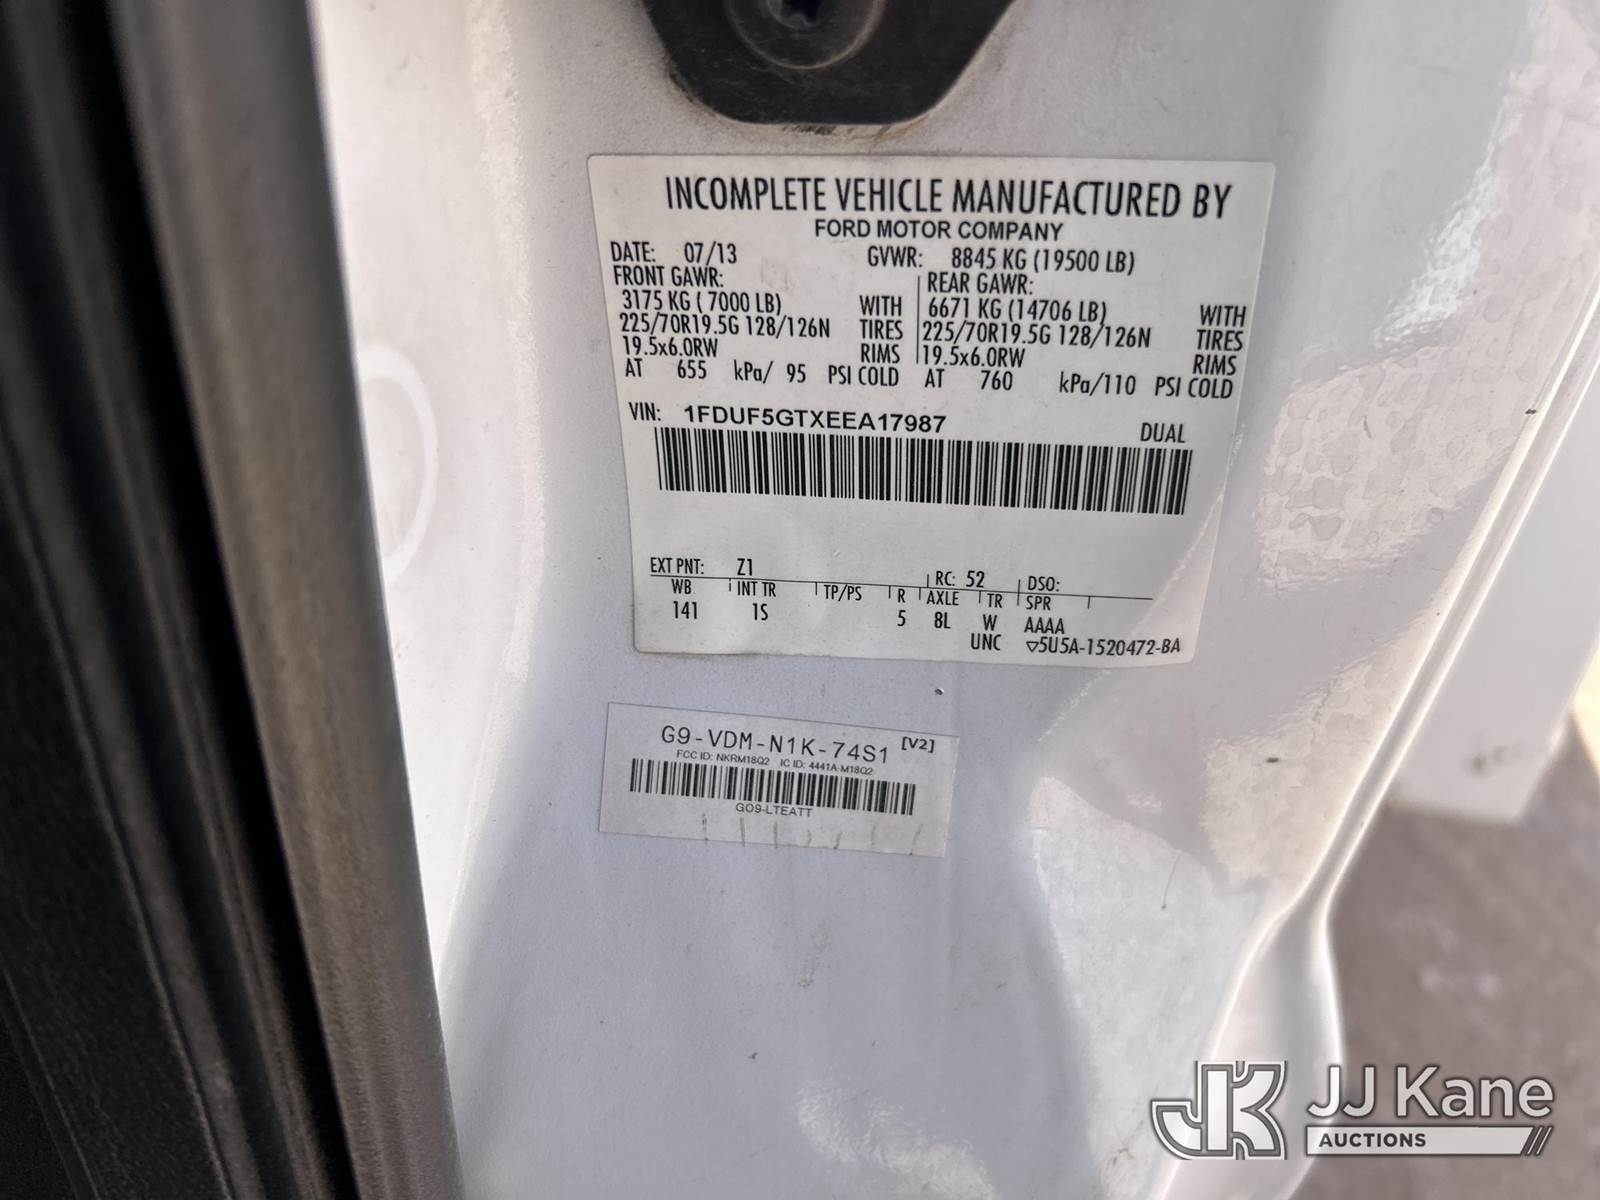 INCOMPLETE VEHICLE MANUFACTURED BY
FORD MOTOR COMPANY
DATE: 07/13 GVWR: 8845 KG (19500 LB)
FRONT GAWR: REAR GAWR:
3175 KG ( 7000 LB) WITH 6671 KG (14706 LB) WITH
225/70R19.5G 128/126N TIRES 225/70R19.5G 128/126N TIRES
19.5x6.0RW RIMS 19.5x6.0RW RIMS
AT 655 kPa/ 95 PSI COLD AT 760 kPa/110 PSI COLD
VIN: 1FDUF5GTXEEA17987 DUAL
EXT PNT: Z1 RC: 52 DSO:
WB INT TR TP/PS R AXLE TR SPR
141 1S 5 8L W AAAA
UNC ▽5U5A-1520472-BA
G9-VDM-N1K-74S1 [V2]
FCC ID: NKRM18Q2 IC ID: 4441A-M18Q2
GO9-LTEATT
JK JJ Kane
AUCTIONS